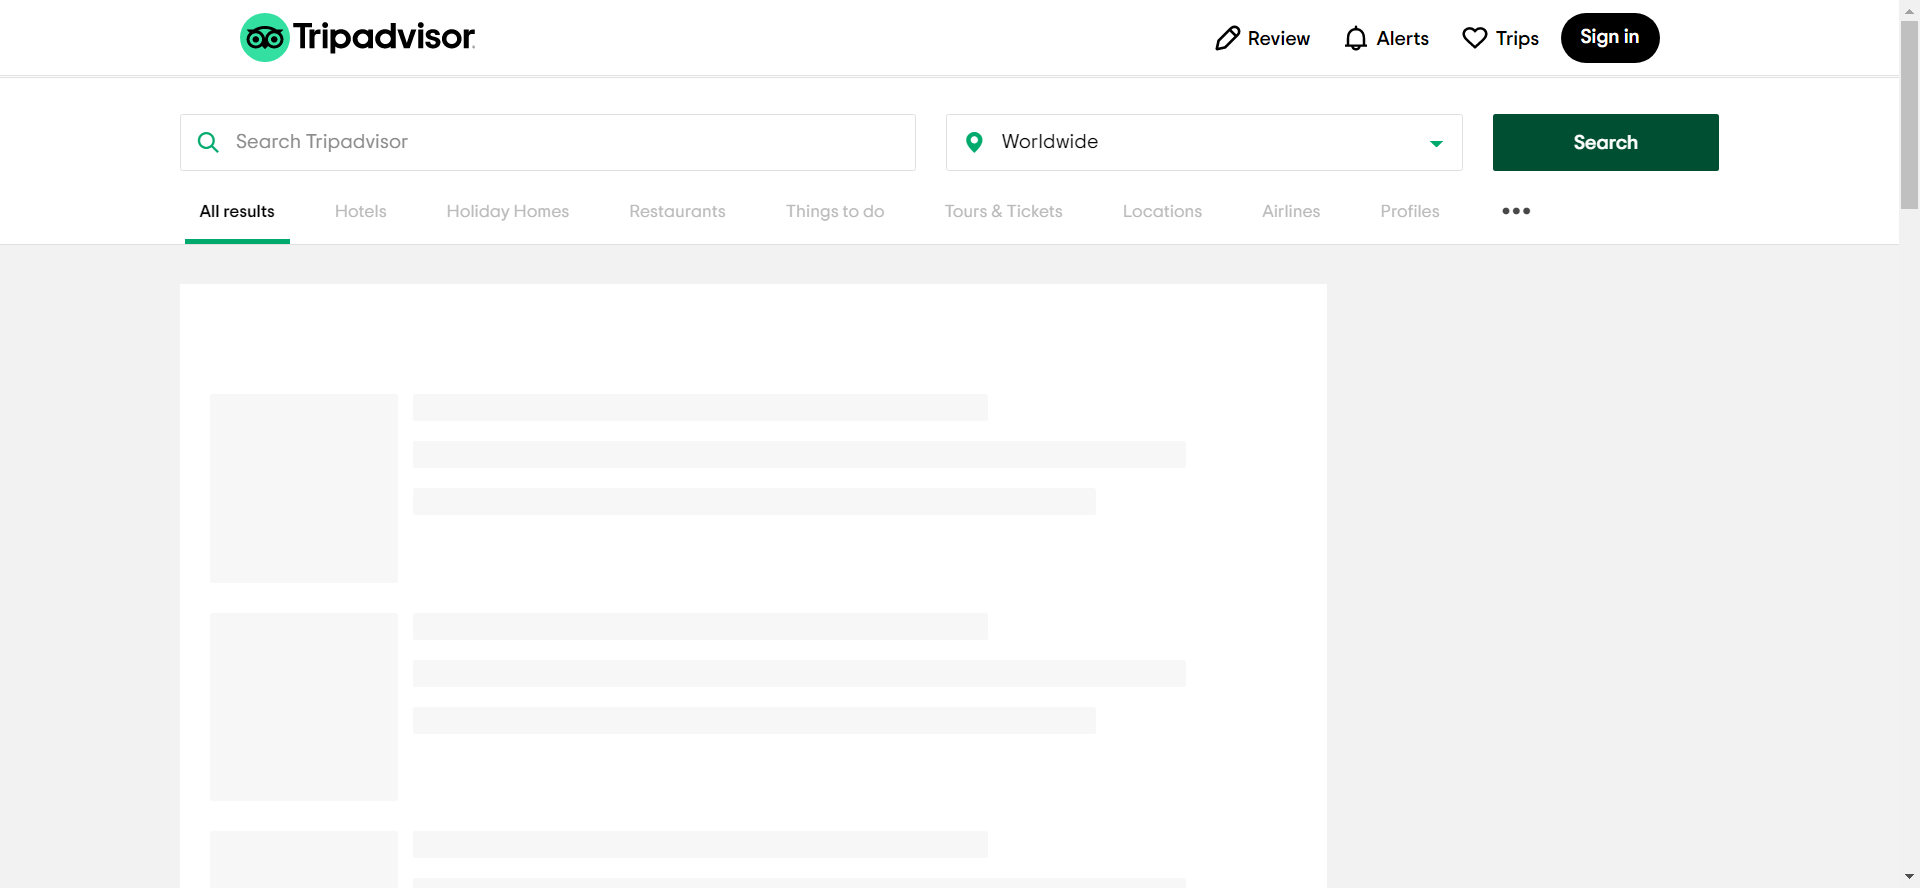 Tripadvisor
Review
Alerts
Trips
Sign in
Search Tripadvisor
Worldwide
Search
All results
Hotels
Holiday Homes
Restaurants
Things to do
Tours & Tickets
Locations
Airlines
Profiles